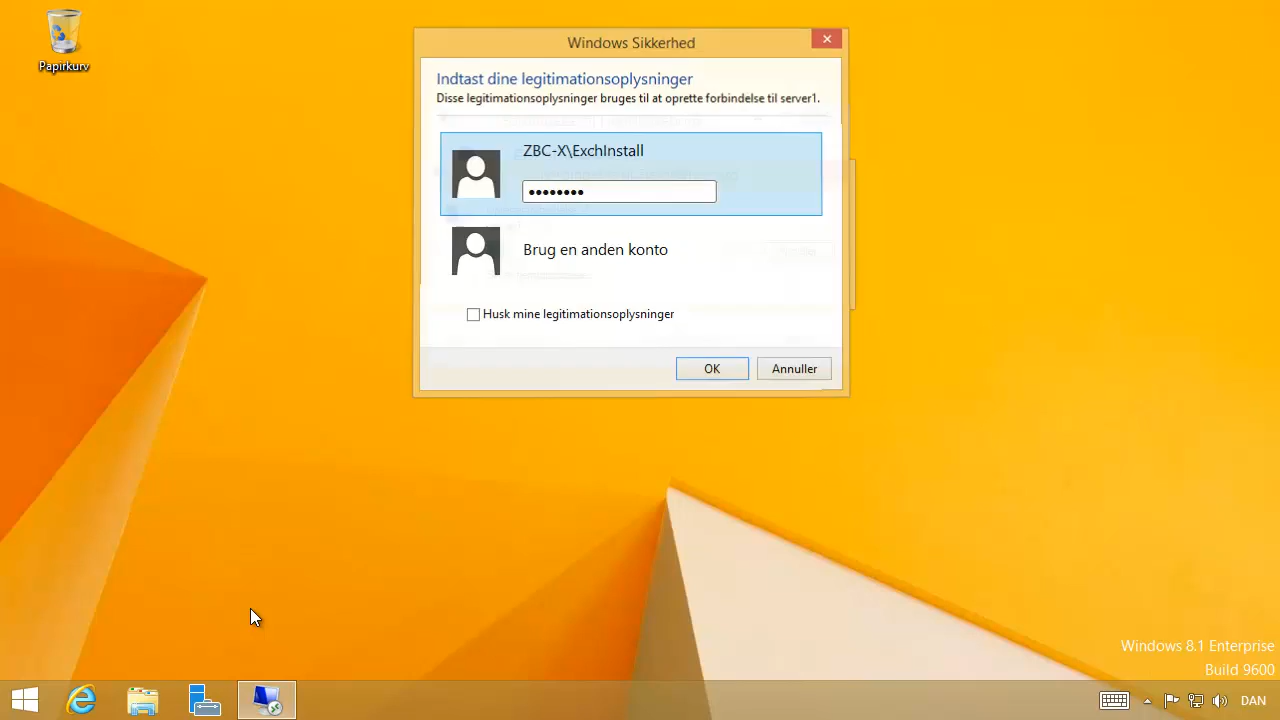 Papirkurv
Windows Sikkerhed
Indtast dine legitimationsoplysninger
Disse legitimationsoplysninger bruges til at oprette forbindelse til server1.
ZBC-X\ExchInstall
••••••••
Brug en anden konto
Husk mine legitimationsoplysninger
OK
Annuller
Windows 8.1 Enterprise
Build 9600
DAN